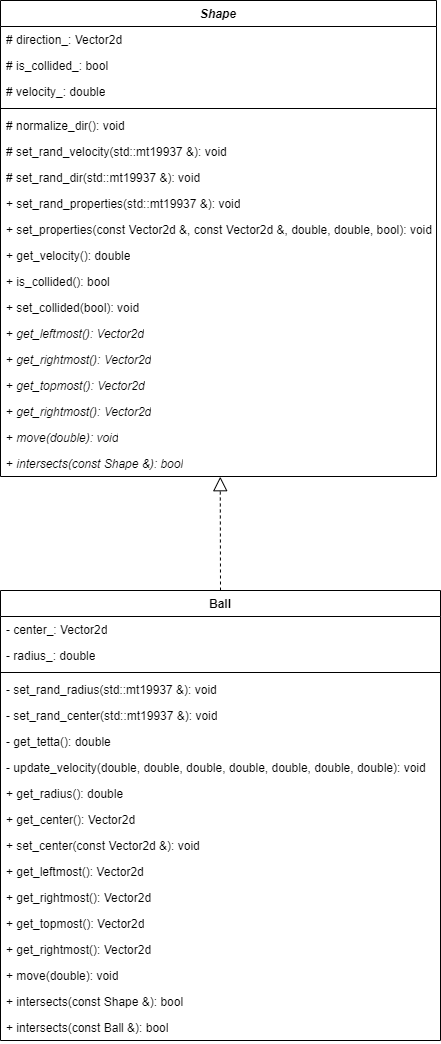 Shape
# direction_: Vector2d
# is_collided_: bool
# velocity_: double
# normalize_dir(): void
# set_rand_velocity(std::mt19937 &): void
# set_rand_dir(std::mt19937 &): void
+ set_rand_properties(std::mt19937 &): void
+ set_properties(const Vector2d &, const Vector2d &, double, double, bool): void
+ get_velocity(): double
+ is_collided(): bool
+ set_collided(bool): void
+ get_leftmost(): Vector2d
+ get_rightmost(): Vector2d
+ get_topmost(): Vector2d
+ get_rightmost(): Vector2d
+ move(double): void
+ intersects(const Shape &): bool
Ball
- center_: Vector2d
- radius_: double
- set_rand_radius(std::mt19937 &): void
- set_rand_center(std::mt19937 &): void
- get_tetta(): double
- update_velocity(double, double, double, double, double, double, double): void
+ get_radius(): double
+ get_center(): Vector2d
+ set_center(const Vector2d &): void
+ get_leftmost(): Vector2d
+ get_rightmost(): Vector2d
+ get_topmost(): Vector2d
+ get_rightmost(): Vector2d
+ move(double): void
+ intersects(const Shape &): bool
+ intersects(const Ball &): bool